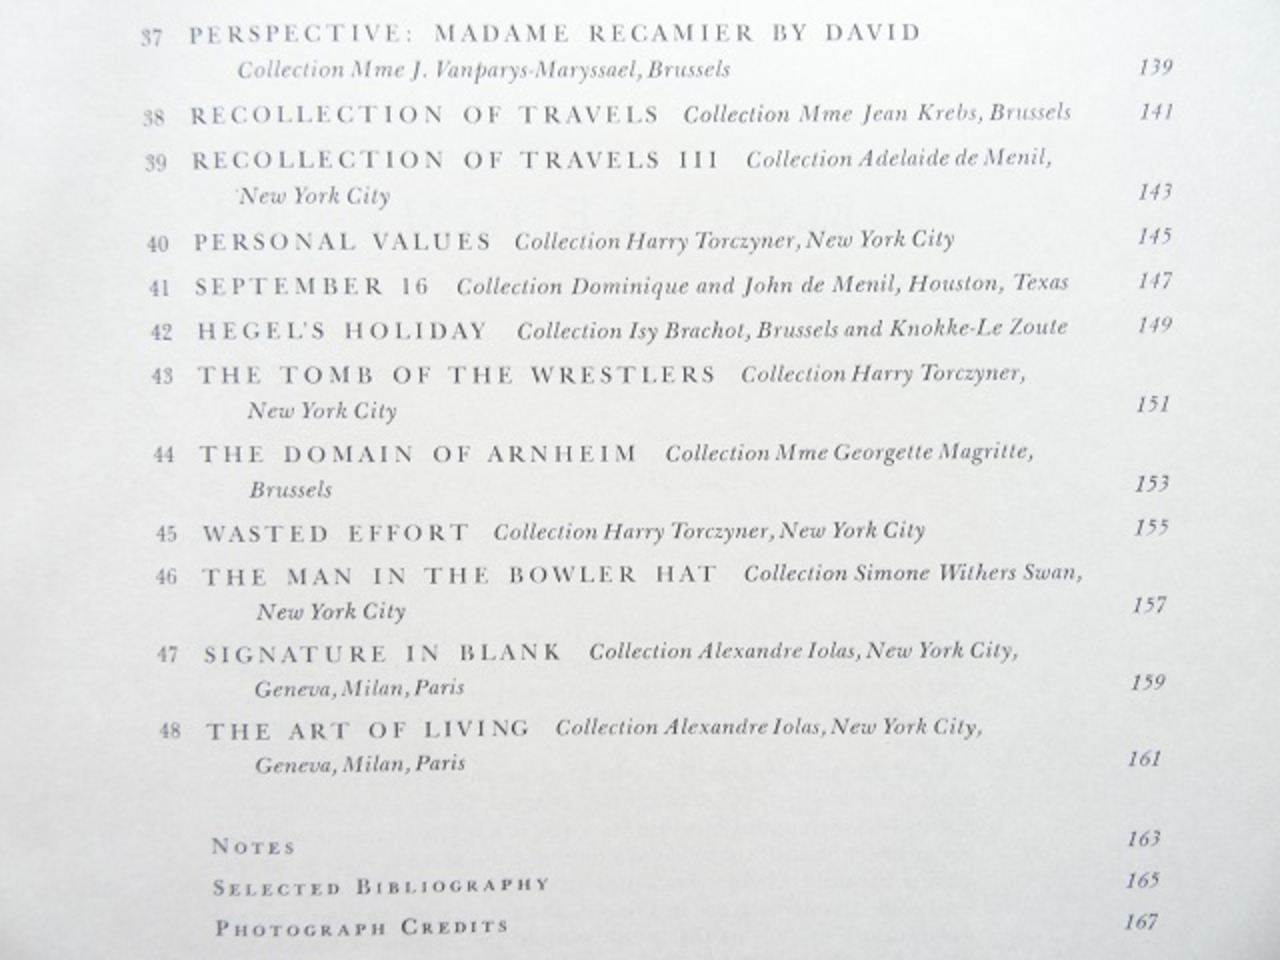 37 PERSPECTIVE: MADAME RECAMIER BY DAVID
Collection Mme J. Vanparys-Maryssael, Brussels 139
38 RECOLLECTION OF TRAVELS Collection Mme Jean Krebs, Brussels 141
39 RECOLLECTION OF TRAVELS III Collection Adelaide de Menil,
New York City 143
40 PERSONAL VALUES Collection Harry Torczyner, New York City 145
41 SEPTEMBER 16 Collection Dominique and John de Menil, Houston, Texas 147
42 HEGEL'S HOLIDAY Collection Isy Brachot, Brussels and Knokke-Le Zoute 149
43 THE TOMB OF THE WRESTLERS Collection Harry Torczyner,
New York City 151
44 THE DOMAIN OF ARNHEIM Collection Mme Georgette Magritte,
Brussels 153
45 WASTED EFFORT Collection Harry Torczyner, New York City 155
46 THE MAN IN THE BOWLER HAT Collection Simone Withers Swan,
New York City 157
47 SIGNATURE IN BLANK Collection Alexandre Iolas, New York City,
Geneva, Milan, Paris 159
48 THE ART OF LIVING Collection Alexandre Iolas, New York City,
Geneva, Milan, Paris 161
NOTES 163
SELECTED BIBLIOGRAPHY 165
PHOTOGRAPH CREDITS 167